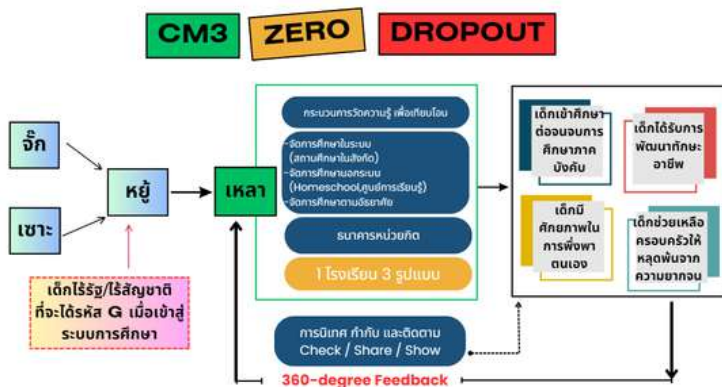 CM3 ZERO DROPOUT
จั๊ก
เซาะ
หยู้
เหลา
เด็กไร้รัฐ/ไร้สัญชาติ
ที่จะได้รหัส G เมื่อเข้าสู่
ระบบการศึกษา
กระบวนการวัดความรู้ เพื่อเทียบโอน
-จัดการศึกษาในระบบ
(สถานศึกษาในสังกัด)
-จัดการศึกษานอกระบบ
(Homeschool,ศูนย์การเรียนรู้)
-จัดการศึกษาตามอัธยาศัย
ธนาคารหน่วยกิต
1 โรงเรียน 3 รูปแบบ
การนิเทศ กำกับ และติดตาม
Check / Share / Show
360-degree Feedback
เด็กเข้าศึกษา
ต่อจนจบการ
ศึกษาภาค
บังคับ
เด็กได้รับการ
พัฒนาทักษะ
อาชีพ
เด็กมี
ศักยภาพใน
การพึ่งพา
ตนเอง
เด็กช่วยเหลือ
ครอบครัวให้
หลุดพ้นจาก
ความยากจน